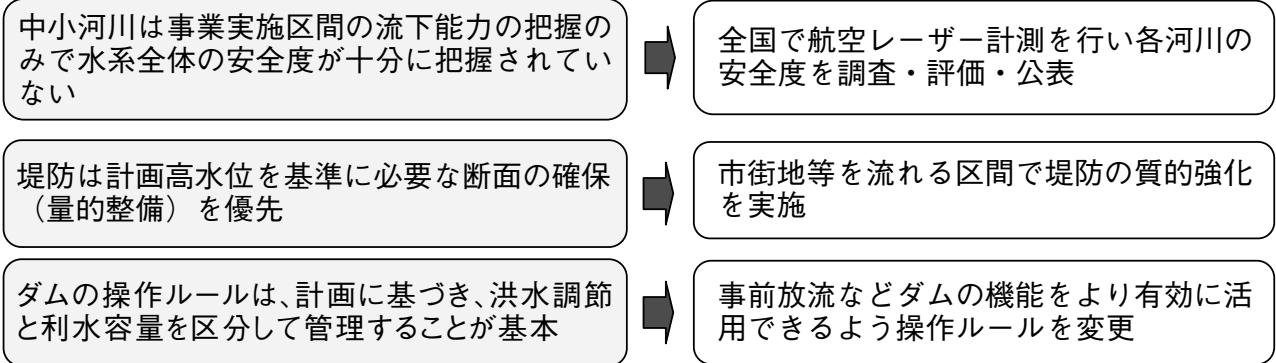 中小河川は事業実施区間の流下能力の把握の
みで水系全体の安全度が十分に把握されてい
ない
全国で航空レーザー計測を行い各河川の
安全度を調査・評価・公表
堤防は計画高水位を基準に必要な断面の確保
（量的整備）を優先
市街地等を流れる区間で堤防の質的強化
を実施
ダムの操作ルールは、計画に基づき、洪水調節
と利水容量を区分して管理することが基本
事前放流などダムの機能をより有効に活
用できるよう操作ルールを変更